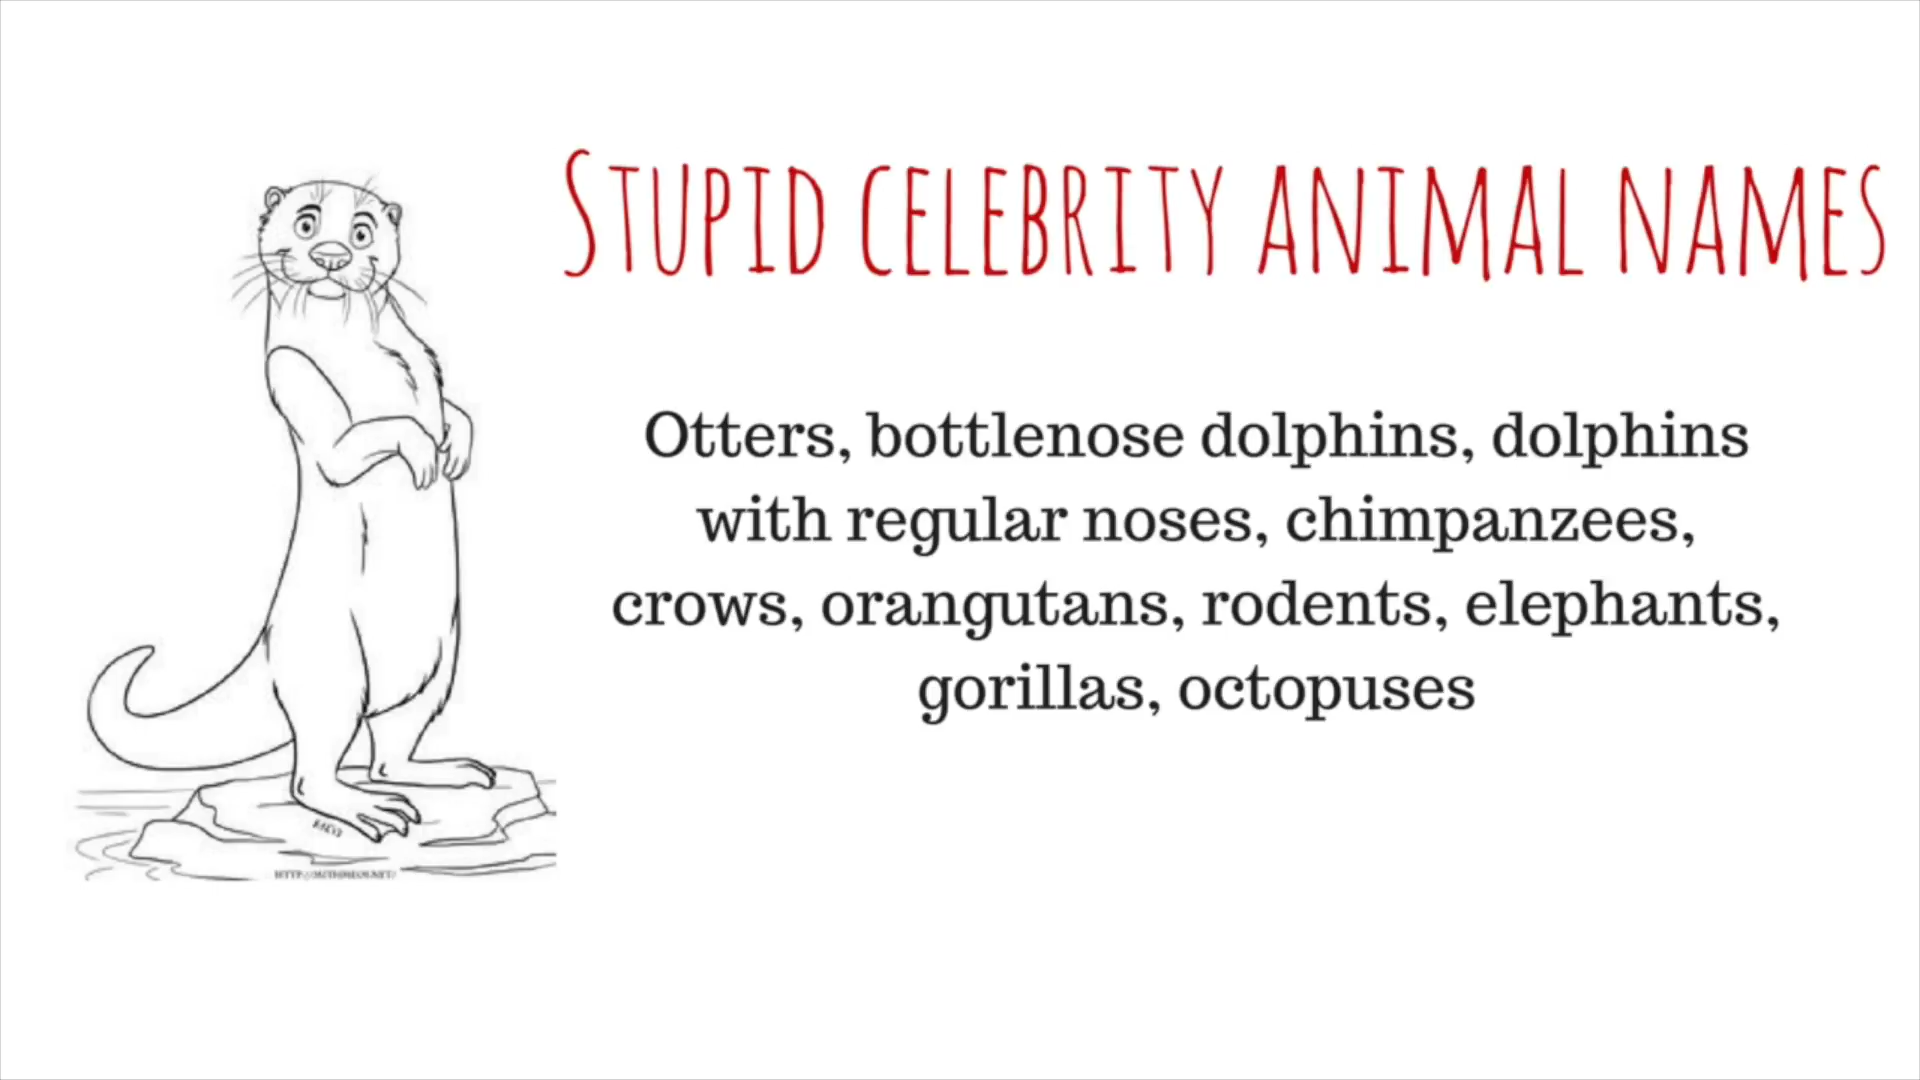 Stupid celebrity animal names
Otters, bottlenose dolphins, dolphins
with regular noses, chimpanzees,
crows, orangutans, rodents, elephants,
gorillas, octopuses